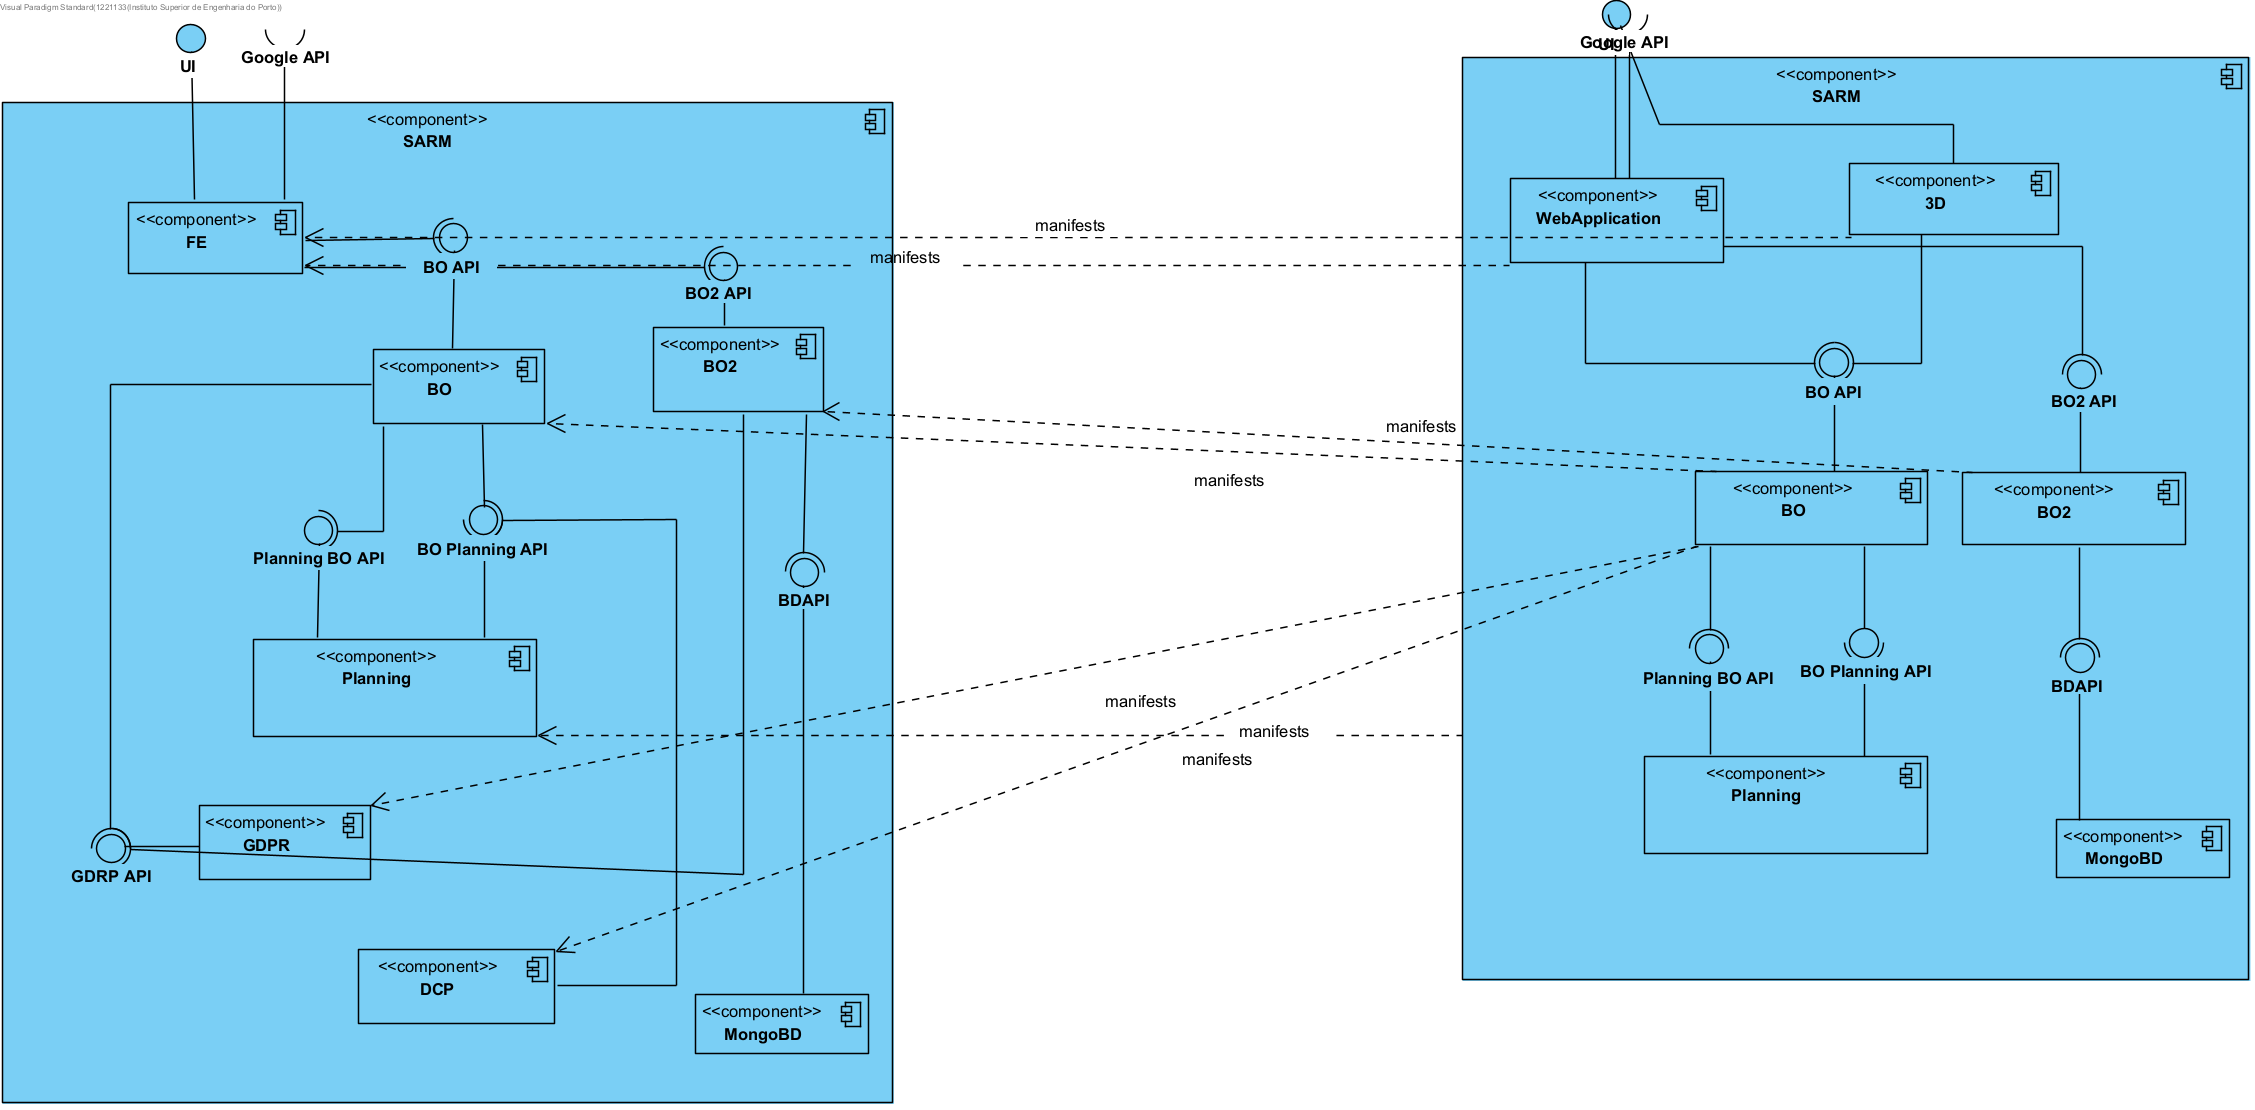 Visual Paradigm Standard(1221133(Instituto Superior de Engenharia do Porto))
UI
Google API
<<component>>
SARM
<<component>>
FE
BO API
BO2 API
<<component>>
BO
<<component>>
BO2
Planning BO API
BO Planning API
BDAPI
<<component>>
Planning
<<component>>
GDPR
GDRP API
<<component>>
DCP
<<component>>
MongoBD
manifests
manifests
manifests
manifests
manifests
manifests
manifests
UI
Google API
<<component>>
SARM
<<component>>
WebApplication
<<component>>
3D
BO API
BO2 API
<<component>>
BO
<<component>>
BO2
Planning BO API
BO Planning API
BDAPI
<<component>>
Planning
<<component>>
MongoBD